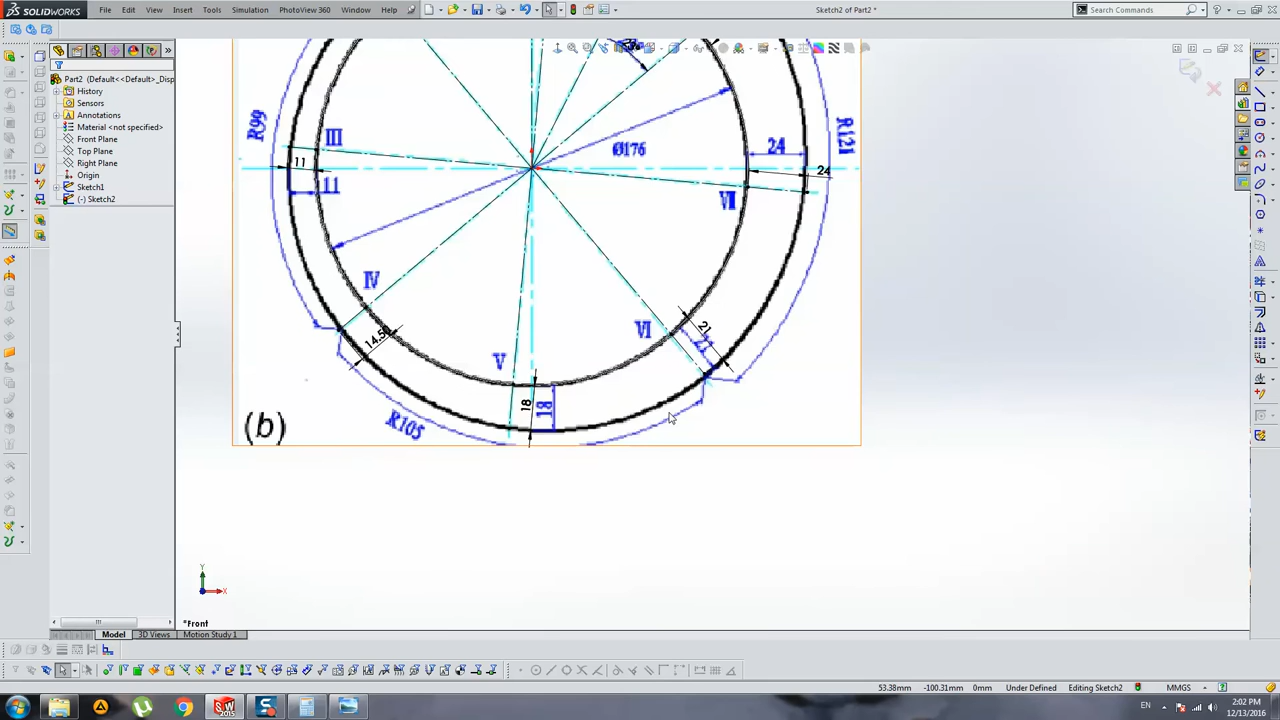 SOLIDWORKS
File
Edit
View
Insert
Tools
Simulation
PhotoView 360
Window
Help
Sketch2 of Part2 *
Search Commands
Part2 (Default<<Default>_Disp
History
Sensors
Annotations
Material <not specified>
Front Plane
Top Plane
Right Plane
Origin
Sketch1
(-) Sketch2
R99
R121
III
Ø176
24
11
24
11
VII
IV
VI
21
21
14.50
V
18
18
(b)
R105
Y
X
*Front
Model
3D Views
Motion Study 1
53.38mm
-100.31mm
0mm
Under Defined
Editing Sketch2
MMGS
EN
2:02 PM
12/13/2016
SW
2015